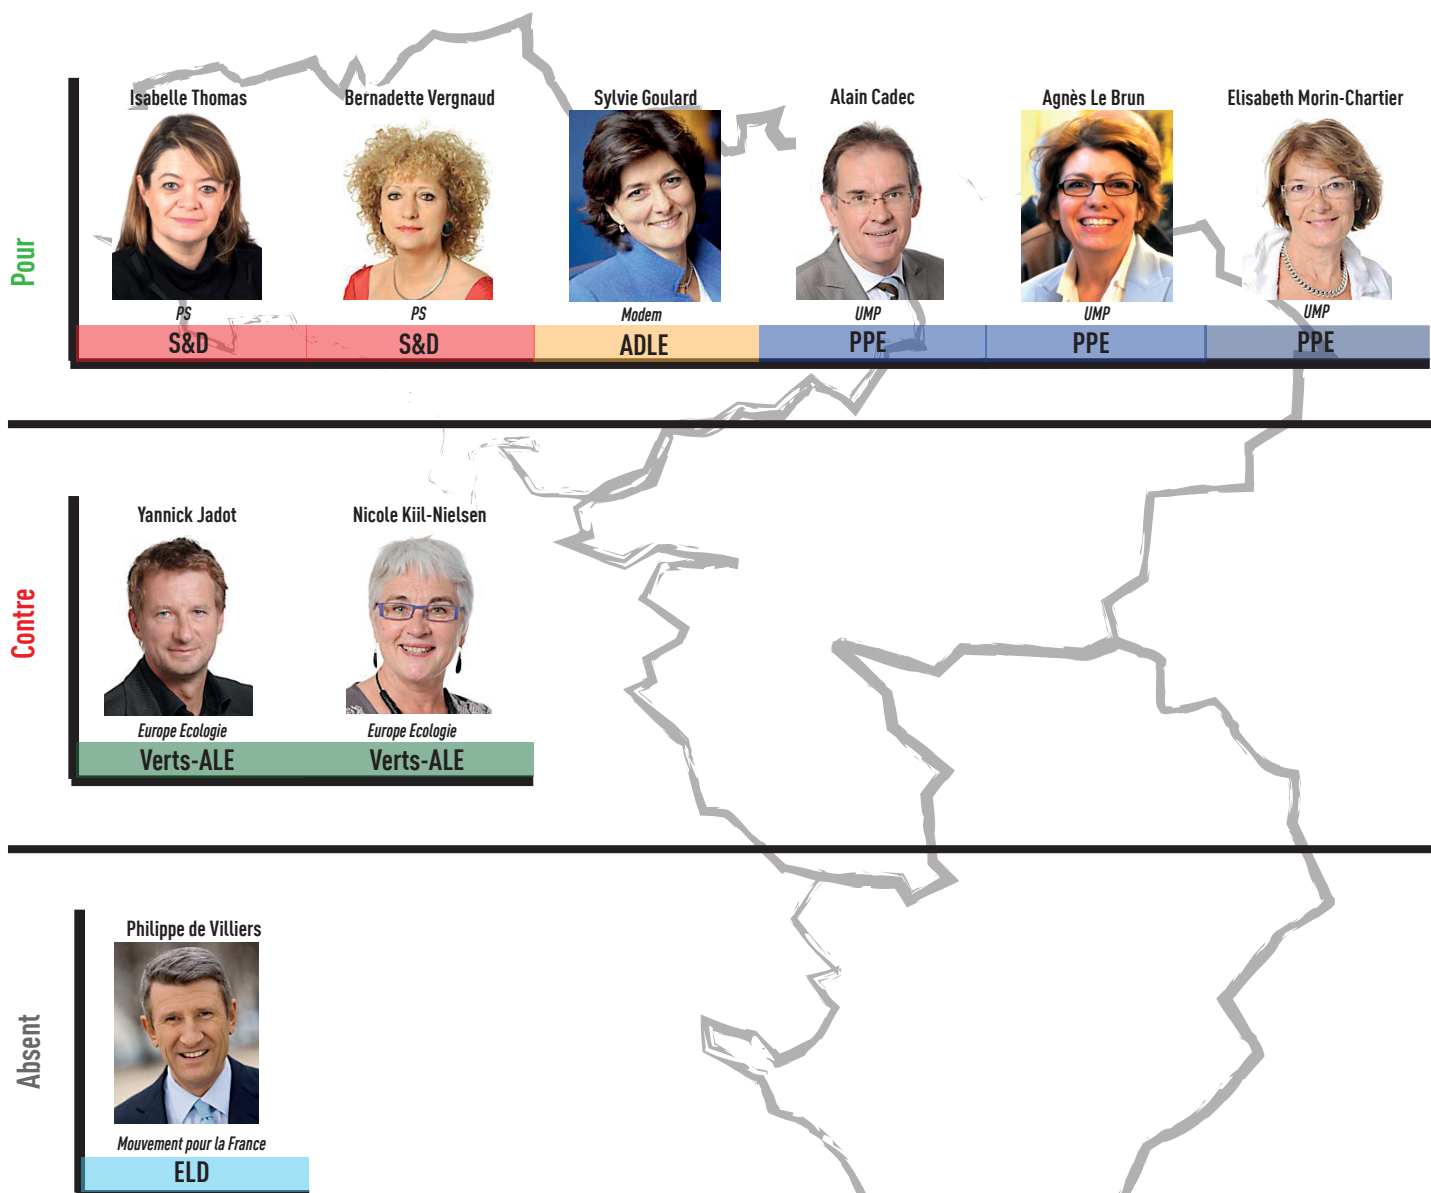 Pour
Isabelle Thomas
Bernadette Vergnaud
Sylvie Goulard
Alain Cadec
Agnès Le Brun
Elisabeth Morin-Chartier
PS
PS
Modem
UMP
UMP
UMP
S&D
S&D
ADLE
PPE
PPE
PPE
Contre
Yannick Jadot
Nicole Kiil-Nielsen
Europe Ecologie
Europe Ecologie
Verts-ALE
Verts-ALE
Absent
Philippe de Villiers
Mouvement pour la France
ELD